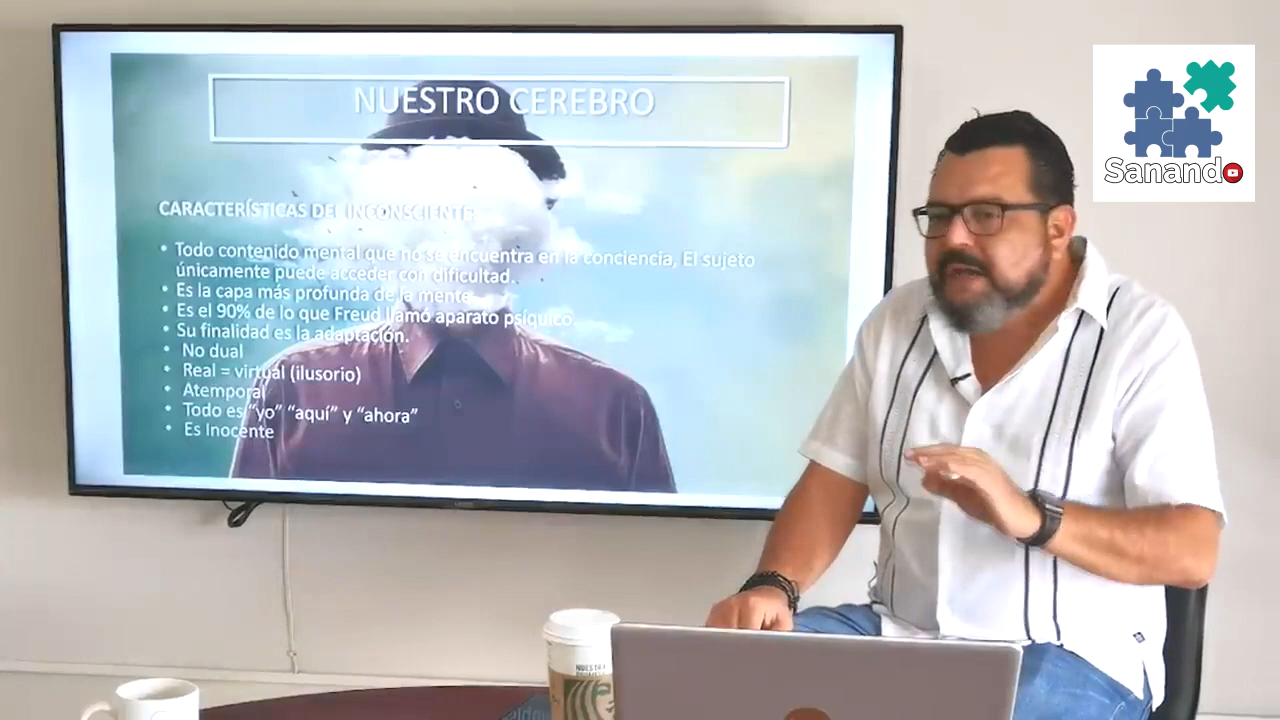 NUESTRO CEREBRO
CARACTERÍSTICAS DEL INCONSCIENTE:
• Todo contenido mental que no se encuentra en la conciencia, El sujeto
únicamente puede acceder con dificultad.
• Es la capa más profunda de la mente.
• Es el 90% de lo que Freud llamó aparato psíquico.
• Su finalidad es la adaptación.
• No dual
• Real = virtual (ilusorio)
• Atemporal
• Todo es "yo" "aquí" y "ahora"
• Es Inocente
Sanando